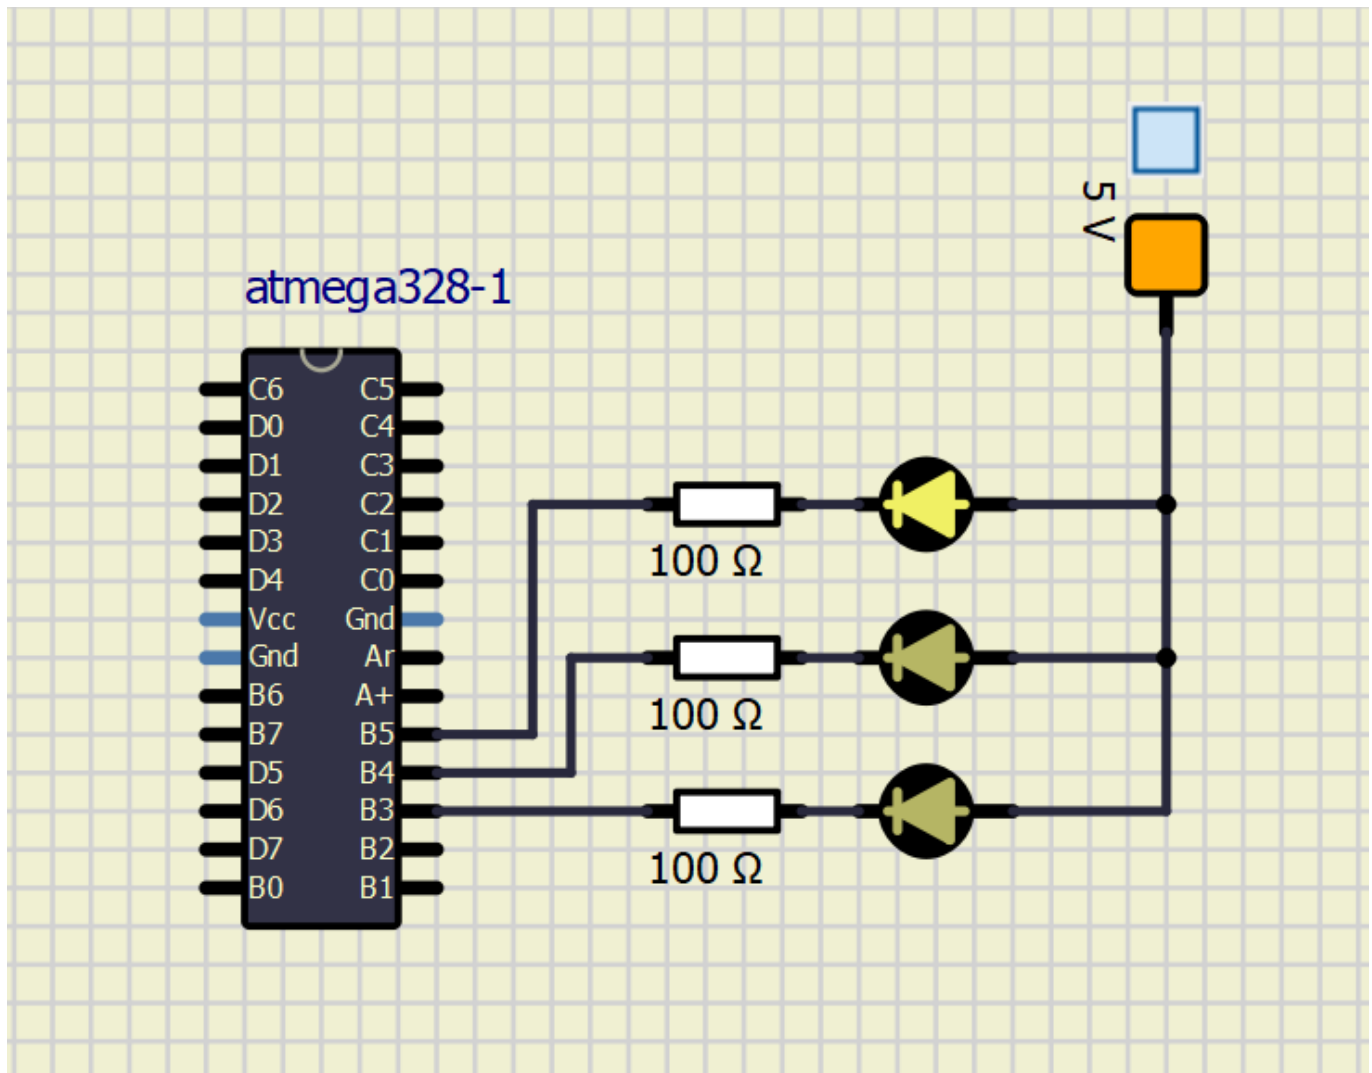 5 V
atmega328-1
C6 C5
D0 C4
D1 C3
D2 C2
D3 C1
D4 C0
Vcc Gnd
Gnd Ar
B6 A+
B7 B5
D5 B4
D6 B3
D7 B2
B0 B1
100 Ω
100 Ω
100 Ω